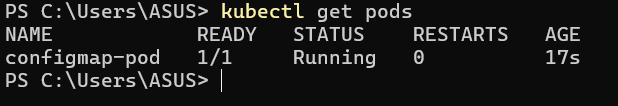 PS C:\Users\ASUS> kubectl get pods
NAME            READY   STATUS    RESTARTS   AGE
configmap-pod   1/1     Running   0          17s
PS C:\Users\ASUS>